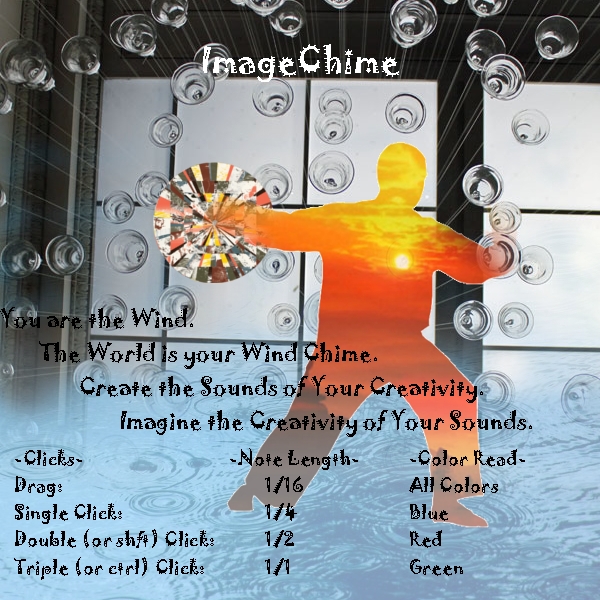 ImageChime
You are the Wind.
The World is your Wind Chime.
Create the Sounds of Your Creativity.
Imagine the Creativity of Your Sounds.
~Clicks~ ~Note Length~ ~Color Read~
Drag: 1/16 All Colors
Single Click: 1/4 Blue
Double (or shft) Click: 1/2 Red
Triple (or ctrl) Click: 1/1 Green